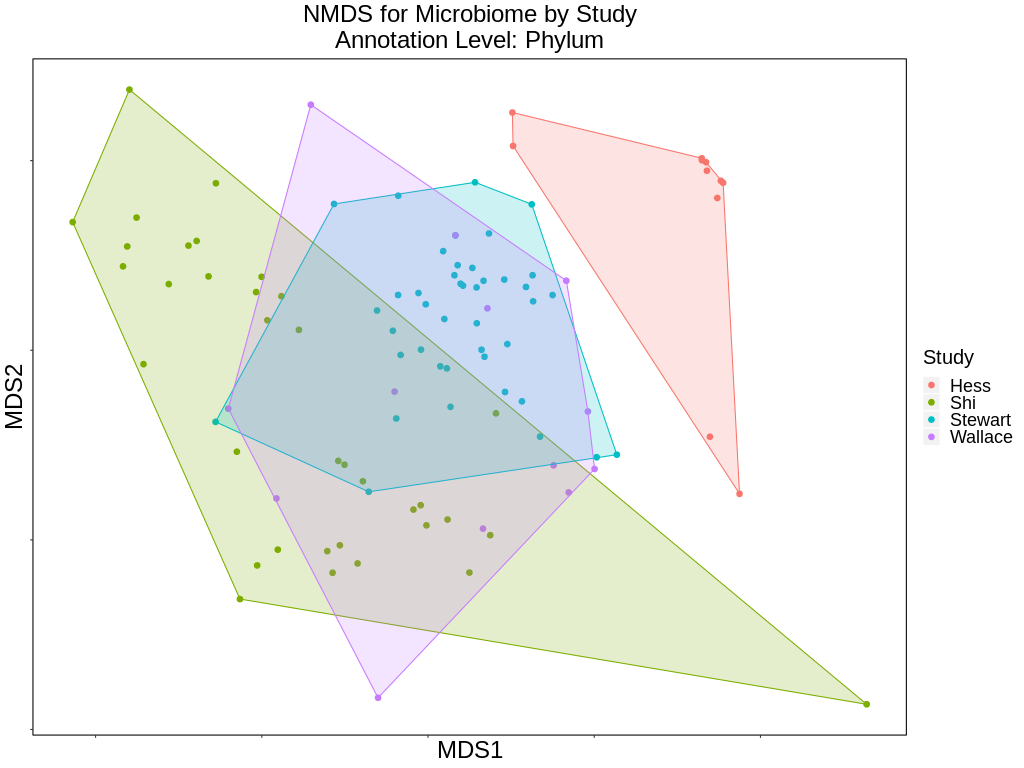 NMDS for Microbiome by Study
Annotation Level: Phylum
MDS2
Study
Hess
Shi
Stewart
Wallace
MDS1